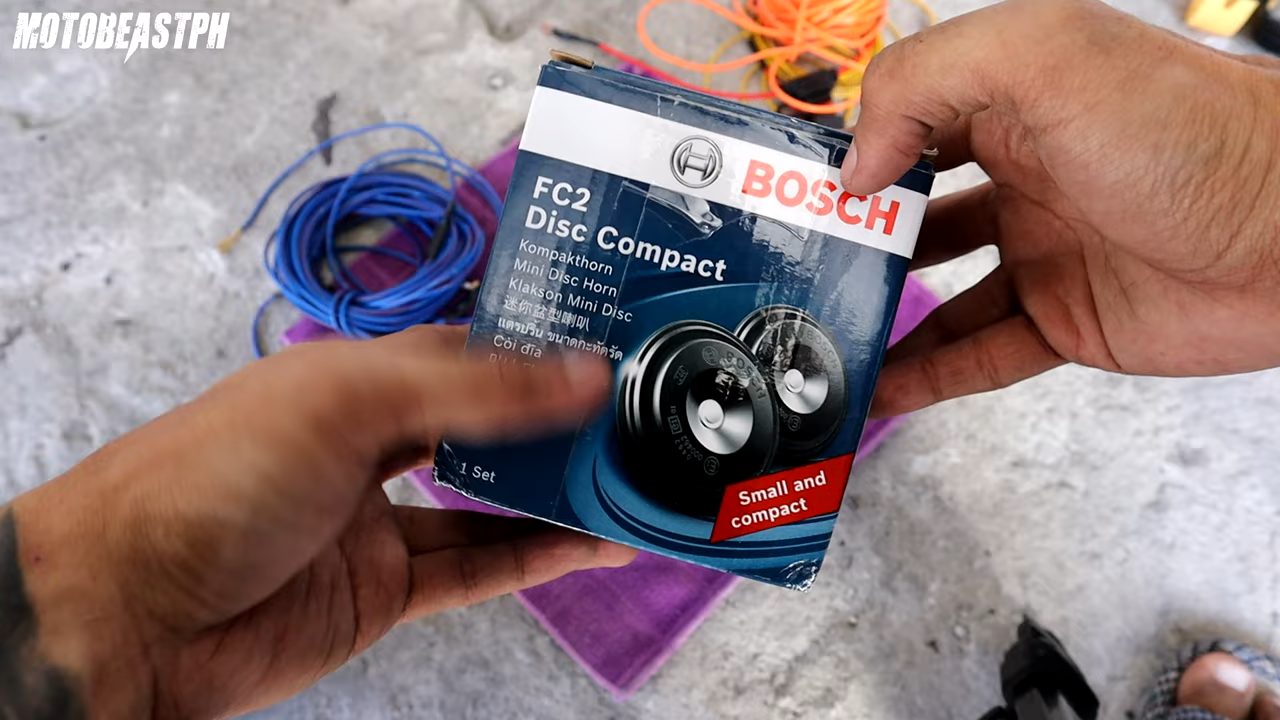 MOTOBEASTPH
BOSCH
FC2
Disc Compact
Kompakthorn
Mini Disc Horn
Klakson Mini Disc
迷你盆型喇叭
แตรปริ้น ขนาดกะทัดรัด
Còi đĩa
BOSCH
1 Set
Small and
compact